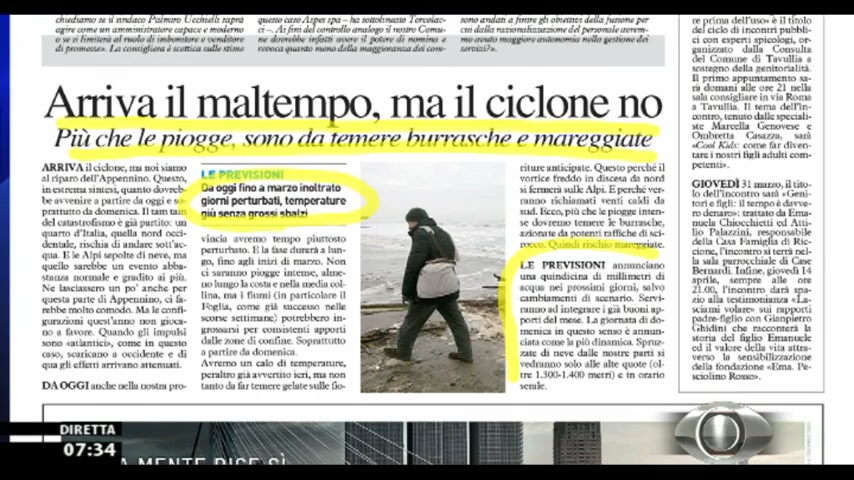 chiediamo se il sindaco Palmiro Ucchielli saprà
agire come un amministratore capace e moderno
o se si limiterà al ruolo di imbonitore e venditore
di promesse». La consigliera è scettica sulle stime
questo caso Aspes spa – ha sottolineato Tercolac-
ci –. Ai fini del controllo analogo il nostro Comu-
ne dovrebbe infatti avere il potere di nomina e
revoca quanto meno della maggioranza dei com-
sono andati a finire gli obiettivi della fusione per
cui dalla razionalizzazione del personale avrem-
mo avuto maggiore autonomia nella gestione dei
servizi?».
Arriva il maltempo, ma il ciclone no
Più che le piogge, sono da temere burrasche e mareggiate
ARRIVA il ciclone, ma noi siamo
al riparo dell'Appennino. Questo,
in estrema sintesi, quanto dovreb-
be avvenire a partire da oggi e so-
prattutto da domenica. Il tam tam
del catastrofismo è già partito: un
quarto d'Italia, quella nord occi-
dentale, rischia di andare sott'ac-
qua. E le Alpi sepolte di neve, ma
quello sarebbe un evento abba-
stanza normale e gradito ai più.
Ne lasciassero un po' anche per
questa parte di Appennino, ci fa-
rebbe molto comodo. Ma le confi-
gurazioni quest'anno non gioca-
no a favore. Quando gli impulsi
sono «atlantici», come in questo
caso, scaricano a occidente e di
qua gli effetti arrivano attenuati.
DA OGGI anche nella nostra pro-
LE PREVISIONI
Da oggi fino a marzo inoltrato
giorni perturbati, temperature
giù senza grossi sbalzi
vincia avremo tempo piuttosto
perturbato. E la fase durerà a lun-
go, fino agli inizi di marzo. Non
ci saranno piogge intense, alme-
no lungo la costa e nella media col-
lina, ma i fiumi (in particolare il
Foglia, come già successo nelle
scorse settimane) potrebbero in-
grossarsi per consistenti apporti
dalle zone di confine. Soprattutto
a partire da domenica.
Avremo un calo di temperature,
peraltro già avvertito ieri, ma non
tanto da far temere gelate sulle fio-
riture anticipate. Questo perché il
vortice freddo in discesa da nord
si fermerà sulle Alpi. E perché ver-
ranno richiamati venti caldi da
sud. Ecco, più che le piogge inten-
se dovremo temere le burrasche,
azionate da potenti raffiche di sci-
rocco. Quindi rischio mareggiate.
LE PREVISIONI annunciano
una quindicina di millimetri di
acqua nei prossimi giorni, salvo
cambiamenti di scenario. Servi-
ranno ad integrare i già buoni ap-
porti del mese. La giornata di do-
menica in questo senso è annun-
ciata come la più dinamica. Spruz-
zate di neve dalle nostre parti si
vedranno solo alle alte quote (ol-
tre 1.300-1.400 metri) e in orario
serale.
re prima dell'uso» è il titolo
del ciclo di incontri pubbli-
ci con esperti psicologi,
organizzato dalla Consulta
del Comune di Tavullia a
sostegno della genitorialità.
Il primo appuntamento sa-
rà domani alle ore 21 nella
sala consigliare in via Roma
a Tavullia. Il tema dell'in-
contro, tenuto dalle speciali-
ste Marcella Genovese e
Ombretta Casazza, sarà
«Cool Kids: come far diven-
tare i nostri figli adulti com-
petenti».
GIOVEDÌ 31 marzo, il tito-
lo dell'incontro sarà «Geni-
tori e figli: il tempo è davve-
ro denaro»: trattato da Ema-
nuela Chiocchetti ed Atti-
lio Palazzini, responsabile
della Casa Famiglia di Ric-
cione, l'incontro si terrà nel-
la sala parrocchiale di Case
Bernardi. Infine, giovedì 14
aprile, sempre alle ore
21.00, l'incontro darà spa-
zio alla testimonianza «La-
sciami volare» sui rapporti
padre-figlio con Gianpietro
Ghidini che racconterà la
storia del figlio Emanuele
ed il valore della vita attra-
verso la sensibilizzazione
della fondazione «Ema. Pe-
sciolino Rosso».
DIRETTA
07:34
A MENTE DICE SÌ